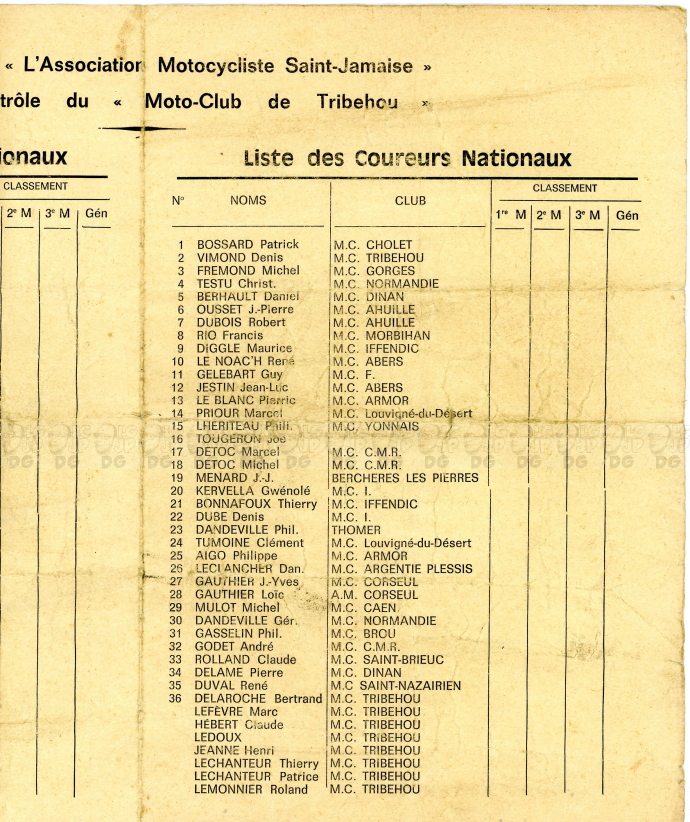 « L'Association Motocycliste Saint-Jamaise »
trôle du « Moto-Club de Tribehou »
ionaux
Liste des Coureurs Nationaux
CLASSEMENT
2e M 3e M Gén
N° NOMS CLUB CLASSEMENT
1re M 2e M 3e M Gén
1 BOSSARD Patrick M.C. CHOLET
2 VIMOND Denis M.C. TRIBEHOU
3 FREMOND Michel M.C. GORGES
4 TESTU Christ. M.C. NORMANDIE
5 BERHAULT Daniel M.C. DINAN
6 OUSSET J.-Pierre M.C. AHUILLE
7 DUBOIS Robert M.C. AHUILLE
8 RIO Francis M.C. MORBIHAN
9 DIGGLE Maurice M.C. IFFENDIC
10 LE NOAC'H René M.C. ABERS
11 GELEBART Guy M.C. F.
12 JESTIN Jean-Luc M.C. ABERS
13 LE BLANC Pierric M.C. ARMOR
14 PRIOUR Marcel M.C. Louvigné-du-Désert
15 LHERITEAU Phili. M.C. YONNAIS
16 TOUGERON Joë
17 DETOC Marcel M.C. C.M.R.
18 DETOC Michel M.C. C.M.R.
19 MENARD J.-J. BERCHERES LES PIERRES
20 KERVELLA Gwénolé M.C. I.
21 BONNAFOUX Thierry M.C. IFFENDIC
22 DUBE Denis M.C. I.
23 DANDEVILLE Phil. THOMER
24 TUMOINE Clément M.C. Louvigné-du-Désert
25 AIGO Philippe M.C. ARMOR
26 LECLANCHER Dan. M.C. ARGENTIE PLESSIS
27 GAUTHIER J.-Yves M.C. CORSEUL
28 GAUTHIER Loïc A.M. CORSEUL
29 MULOT Michel M.C. CAEN
30 DANDEVILLE Gér. M.C. NORMANDIE
31 GASSELIN Phil. M.C. BROU
32 GODET André M.C. C.M.R.
33 ROLLAND Claude M.C. SAINT-BRIEUC
34 DELAME Pierre M.C. DINAN
35 DUVAL René M.C SAINT-NAZAIRIEN
36 DELAROCHE Bertrand M.C. TRIBEHOU
LEFÈVRE Marc M.C. TRIBEHOU
HÉBERT Claude M.C. TRIBEHOU
LEDOUX M.C. TRIBEHOU
JEANNE Henri M.C. TRIBEHOU
LECHANTEUR Thierry M.C. TRIBEHOU
LECHANTEUR Patrice M.C. TRIBEHOU
LEMONNIER Roland M.C. TRIBEHOU